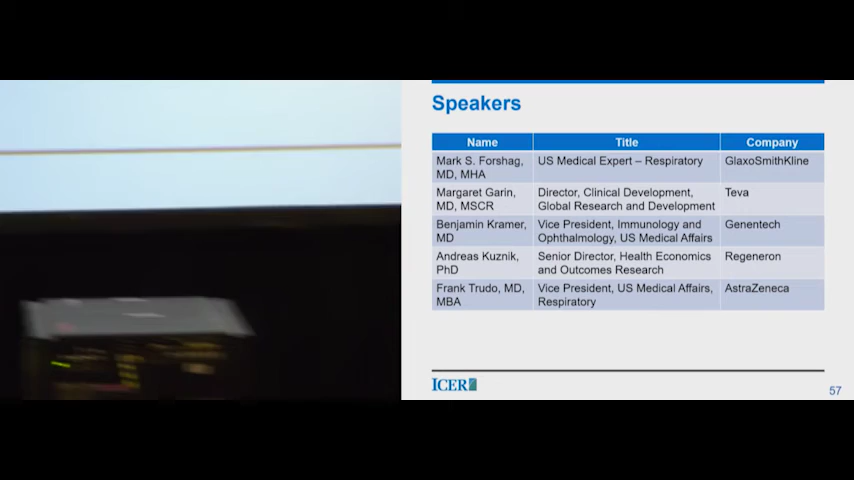 Speakers
Name Title Company
Mark S. Forshag, US Medical Expert – Respiratory GlaxoSmithKline
MD, MHA
Margaret Garin, Director, Clinical Development, Teva
MD, MSCR Global Research and Development
Benjamin Kramer, Vice President, Immunology and Genentech
MD Ophthalmology, US Medical Affairs
Andreas Kuznik, Senior Director, Health Economics Regeneron
PhD and Outcomes Research
Frank Trudo, MD, Vice President, US Medical Affairs, AstraZeneca
MBA Respiratory
ICER
57